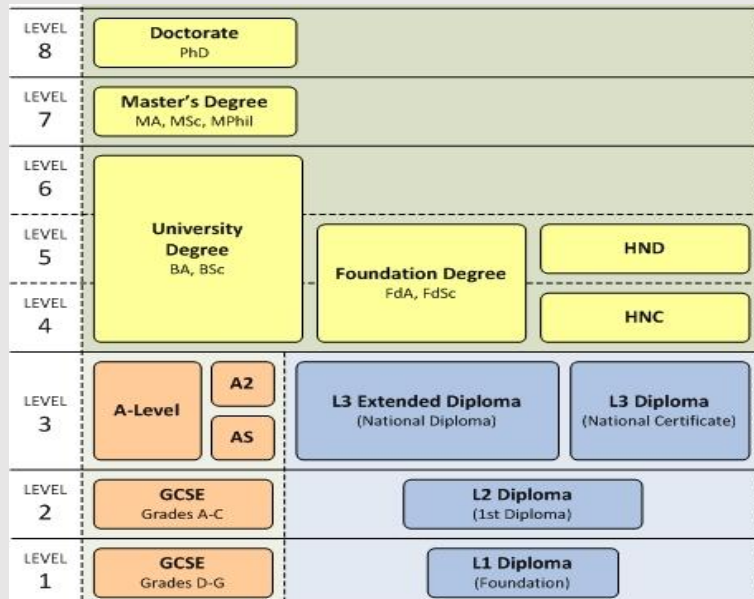 LEVEL
8
Doctorate
PhD
LEVEL
7
Master's Degree
MA, MSc, MPhil
LEVEL
6
LEVEL
5
LEVEL
4
University
Degree
BA, BSc
Foundation Degree
FdA, FdSc
HND
HNC
LEVEL
3
A-Level
A2
AS
L3 Extended Diploma
(National Diploma)
L3 Diploma
(National Certificate)
LEVEL
2
GCSE
Grades A-C
L2 Diploma
(1st Diploma)
LEVEL
1
GCSE
Grades D-G
L1 Diploma
(Foundation)